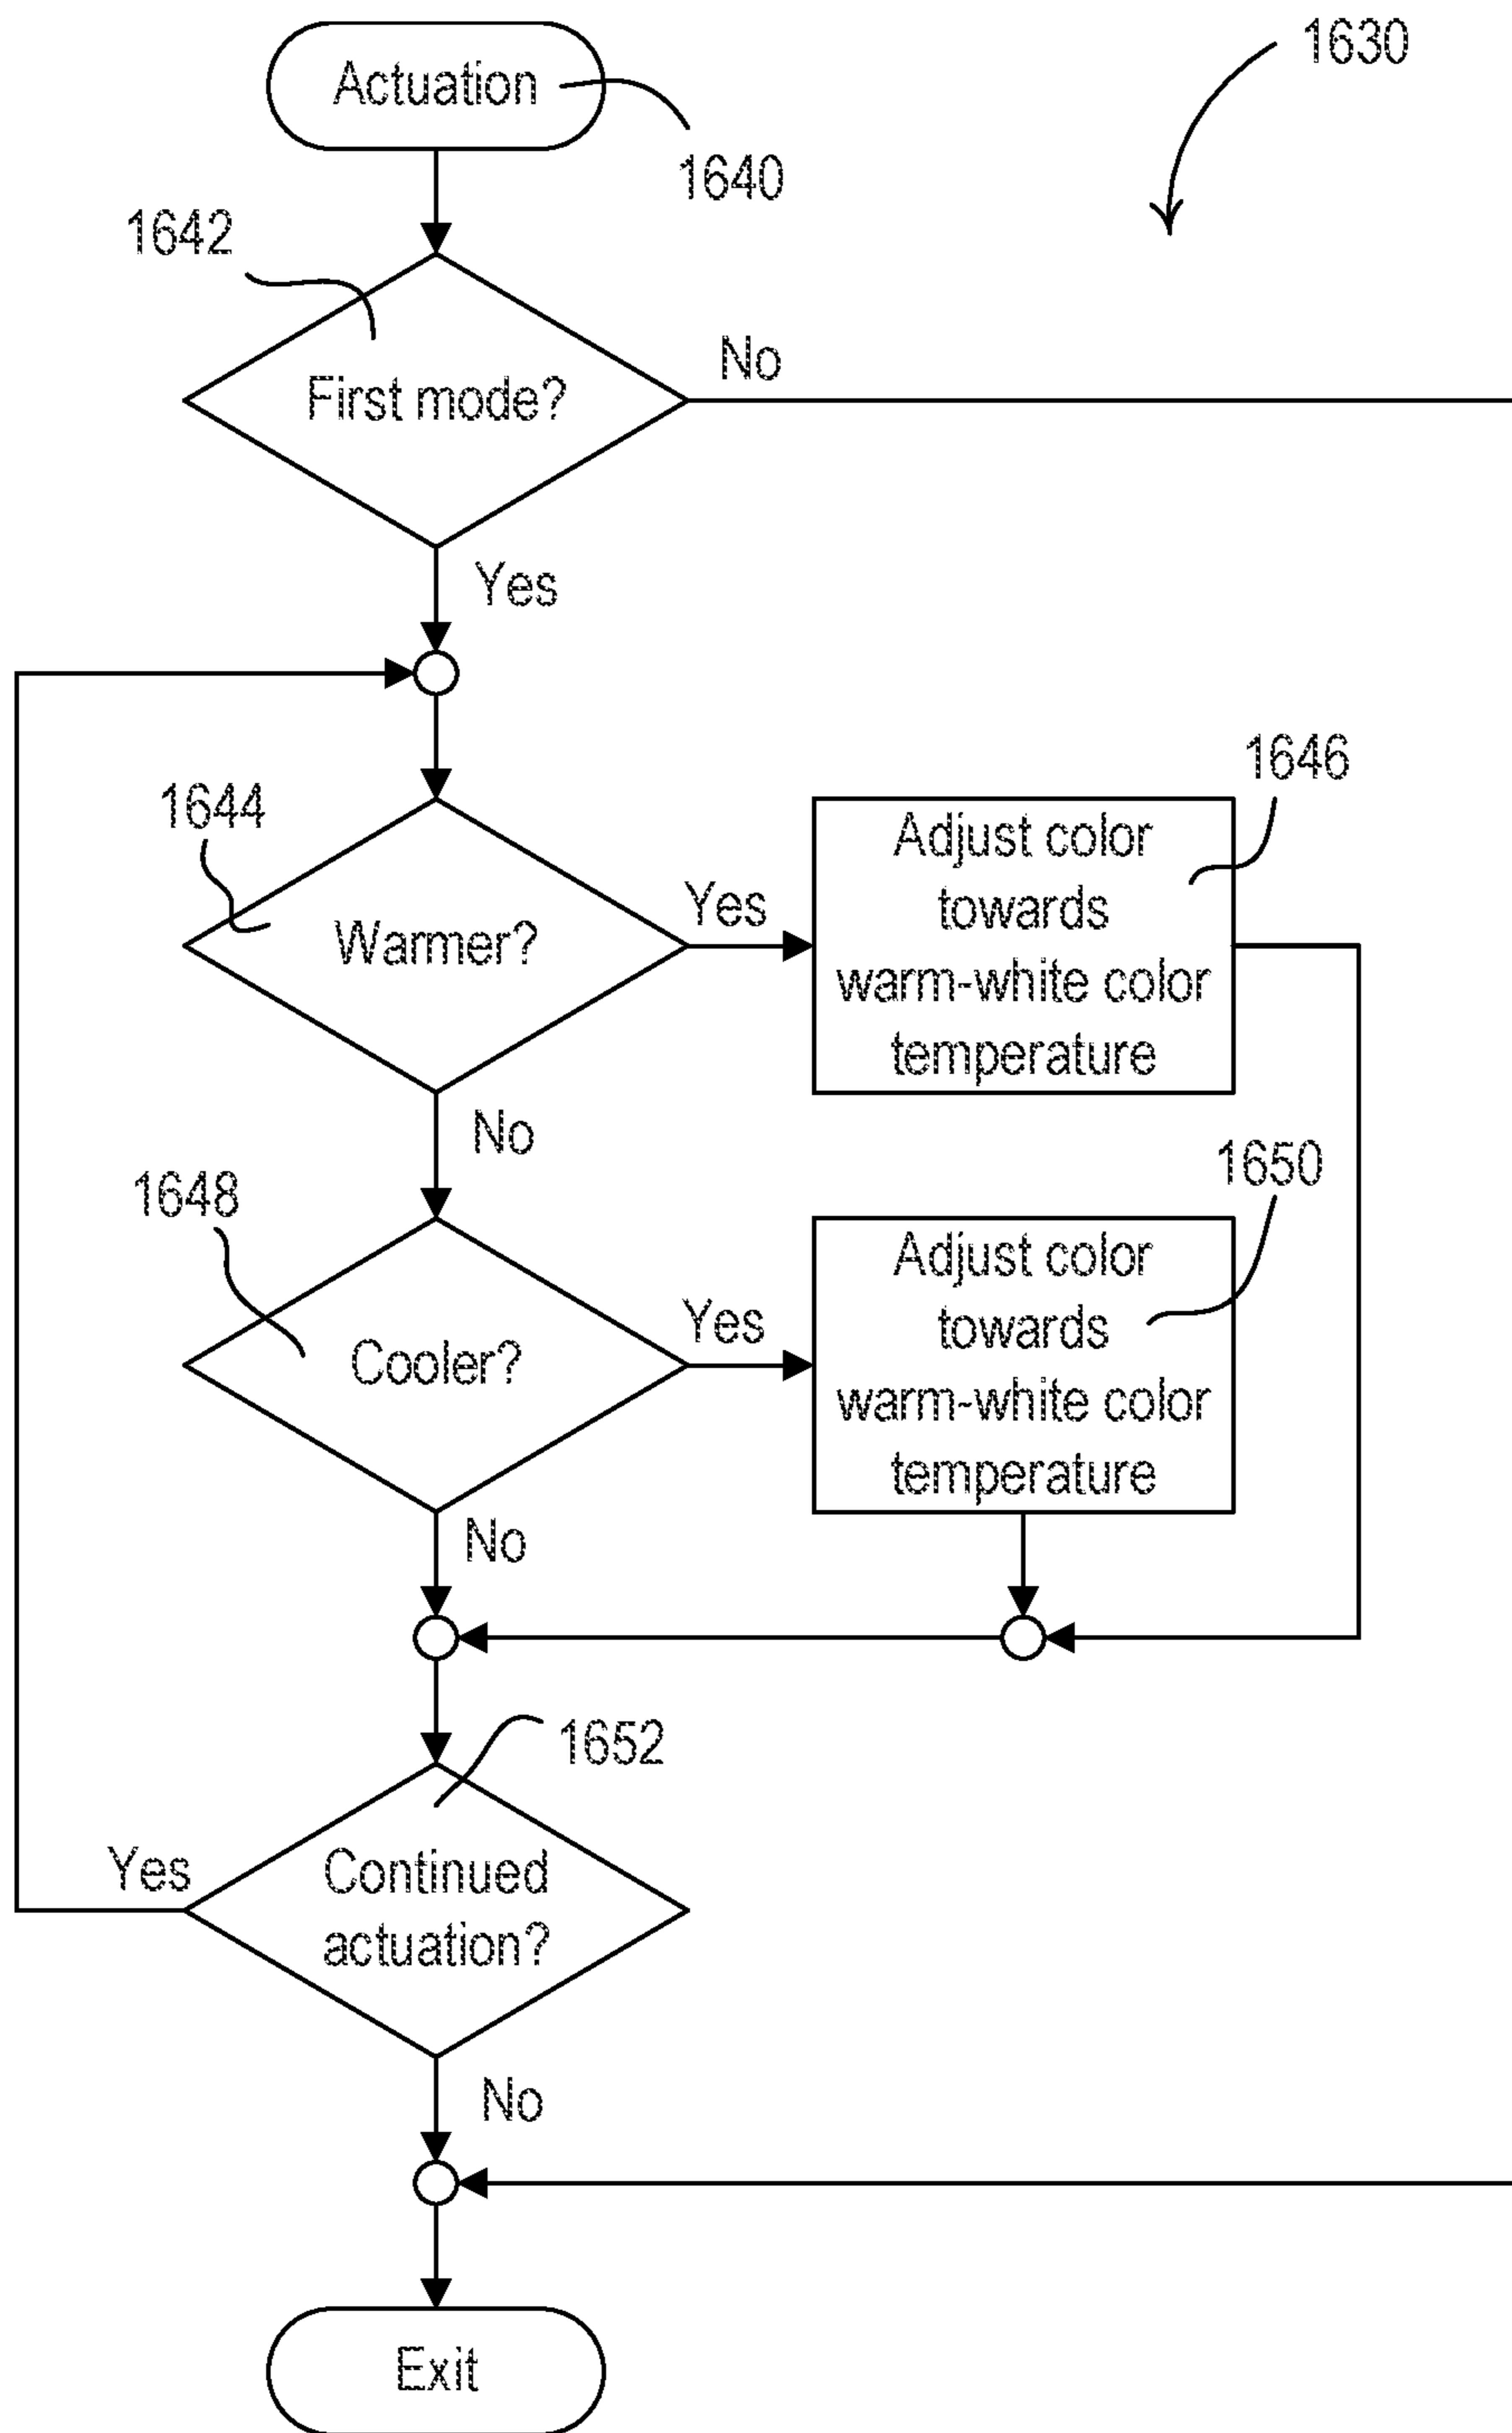 1630
Actuation
1640
1642
First mode?
No
Yes
1644
Warmer?
Yes
1646
Adjust color
towards
warm-white color
temperature
No
1648
Cooler?
Yes
1650
Adjust color
towards
warm-white color
temperature
No
1652
Continued
actuation?
Yes
No
Exit